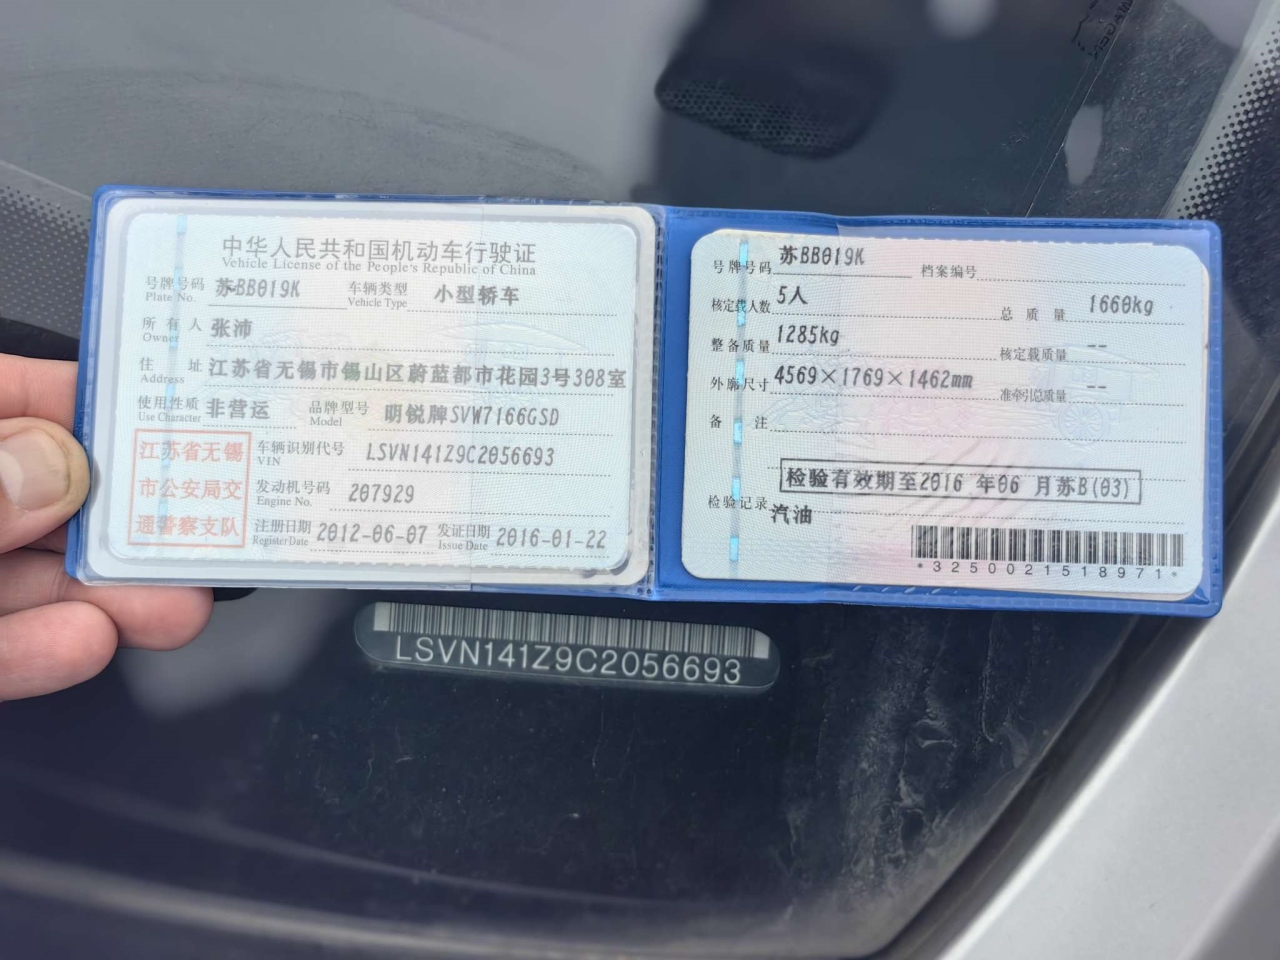 中华人民共和国机动车行驶证
Vehicle License of the People's Republic of China
号牌号码 苏BB019K 车辆类型 小型轿车
Plate No. Vehicle Type
所有人 张沛
Owner
住址 江苏省无锡市锡山区蔚蓝都市花园3号308室
Address
使用性质 非营运 品牌型号 明锐牌SVW7166GSD
Use Character Model
江苏省无锡
市公安局交
通警察支队
车辆识别代号 LSVN141Z9C2056693
VIN
发动机号码 207929
Engine No.
注册日期 2012-06-07 发证日期 2016-01-22
Register Date Issue Date
号牌号码 苏BB019K 档案编号
核定载人数 5人 总质量 1660kg
整备质量 1285kg 核定载质量 --
外廓尺寸 4569×1769×1462mm 准牵引总质量 --
备注
检验有效期至2016 年06 月苏B(03)
检验记录 汽油
*3250021518971*
LSVN141Z9C2056693